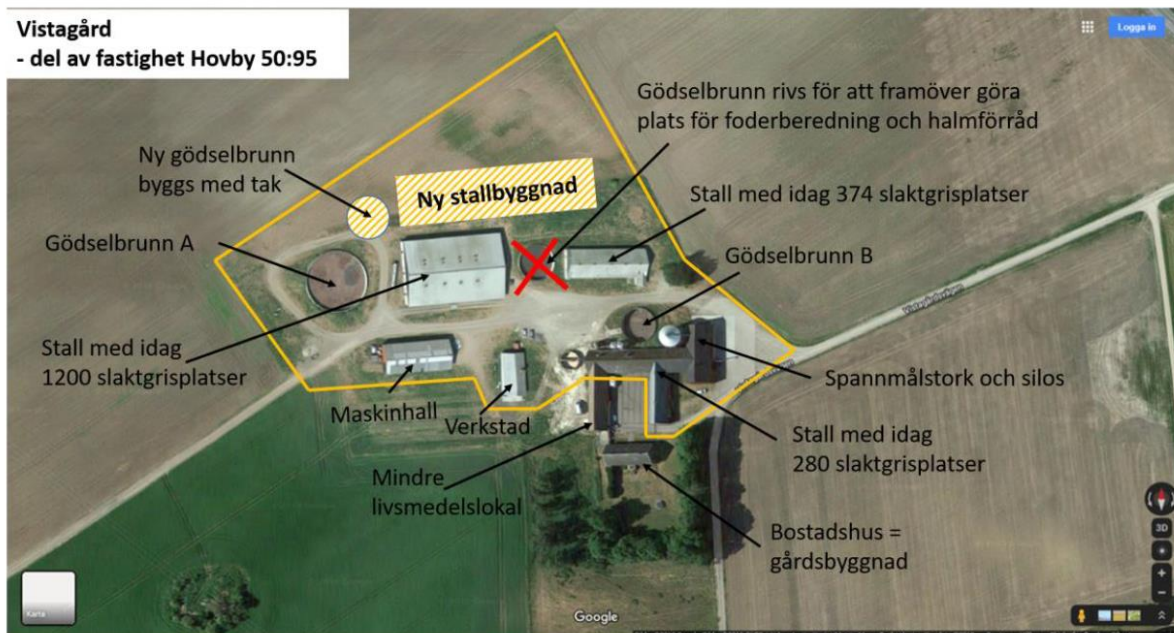 Vistagård
- del av fastighet Hovby 50:95
Logga in
Gödselbrunn rivs för att framöver göra
plats för foderberedning och halmförråd
Ny gödselbrunn
byggs med tak
Ny stallbyggnad
Stall med idag 374 slaktgrisplatser
Gödselbrunn A
Gödselbrunn B
Vistagårdsvägen
Stall med idag
1200 slaktgrisplatser
Spannmålstork och silos
Maskinhall
Verkstad
Stall med idag
280 slaktgrisplatser
Mindre
livsmedelslokal
Bostadshus =
gårdsbyggnad
3D
Karta
Google